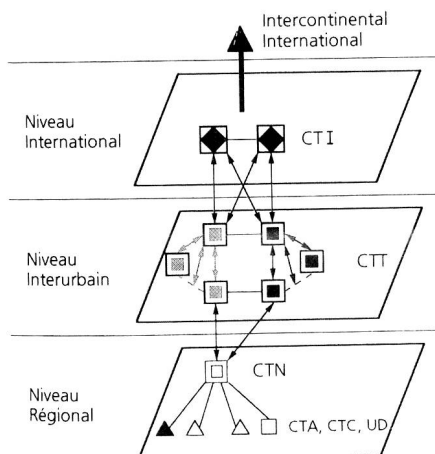 Intercontinental
International
Niveau
International
CTI
Niveau
Interurbain
CTT
CTN
Niveau
Régional
CTA, CTC, UD